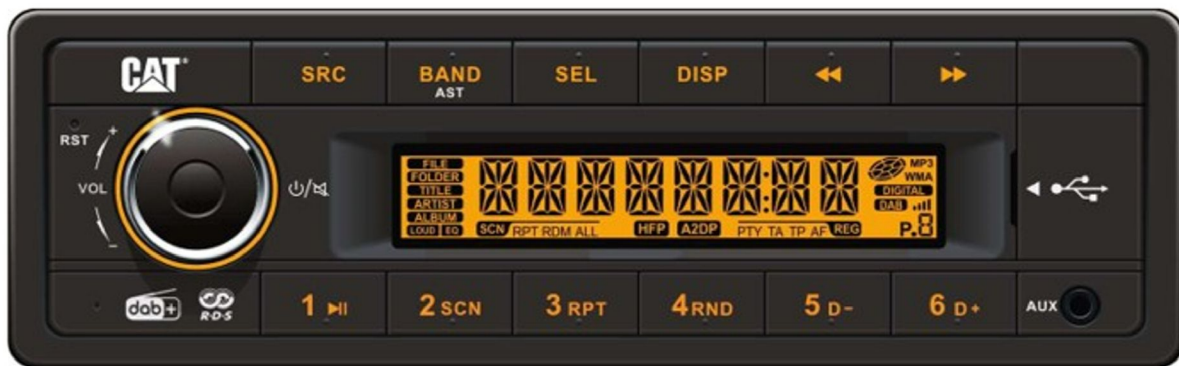 CAT®
SRC
BAND
AST
SEL
DISP
RST
VOL
+
−
FILE
FOLDER
TITLE
ARTIST
ALBUM
LOUD EQ
SCN RPT RDM ALL
HFP A2DP
PTY TA TP AF REG
MP3
WMA
DIGITAL
DAB
P.8
dab+
R·D·S
1
2 SCN
3 RPT
4 RND
5 D-
6 D+
AUX